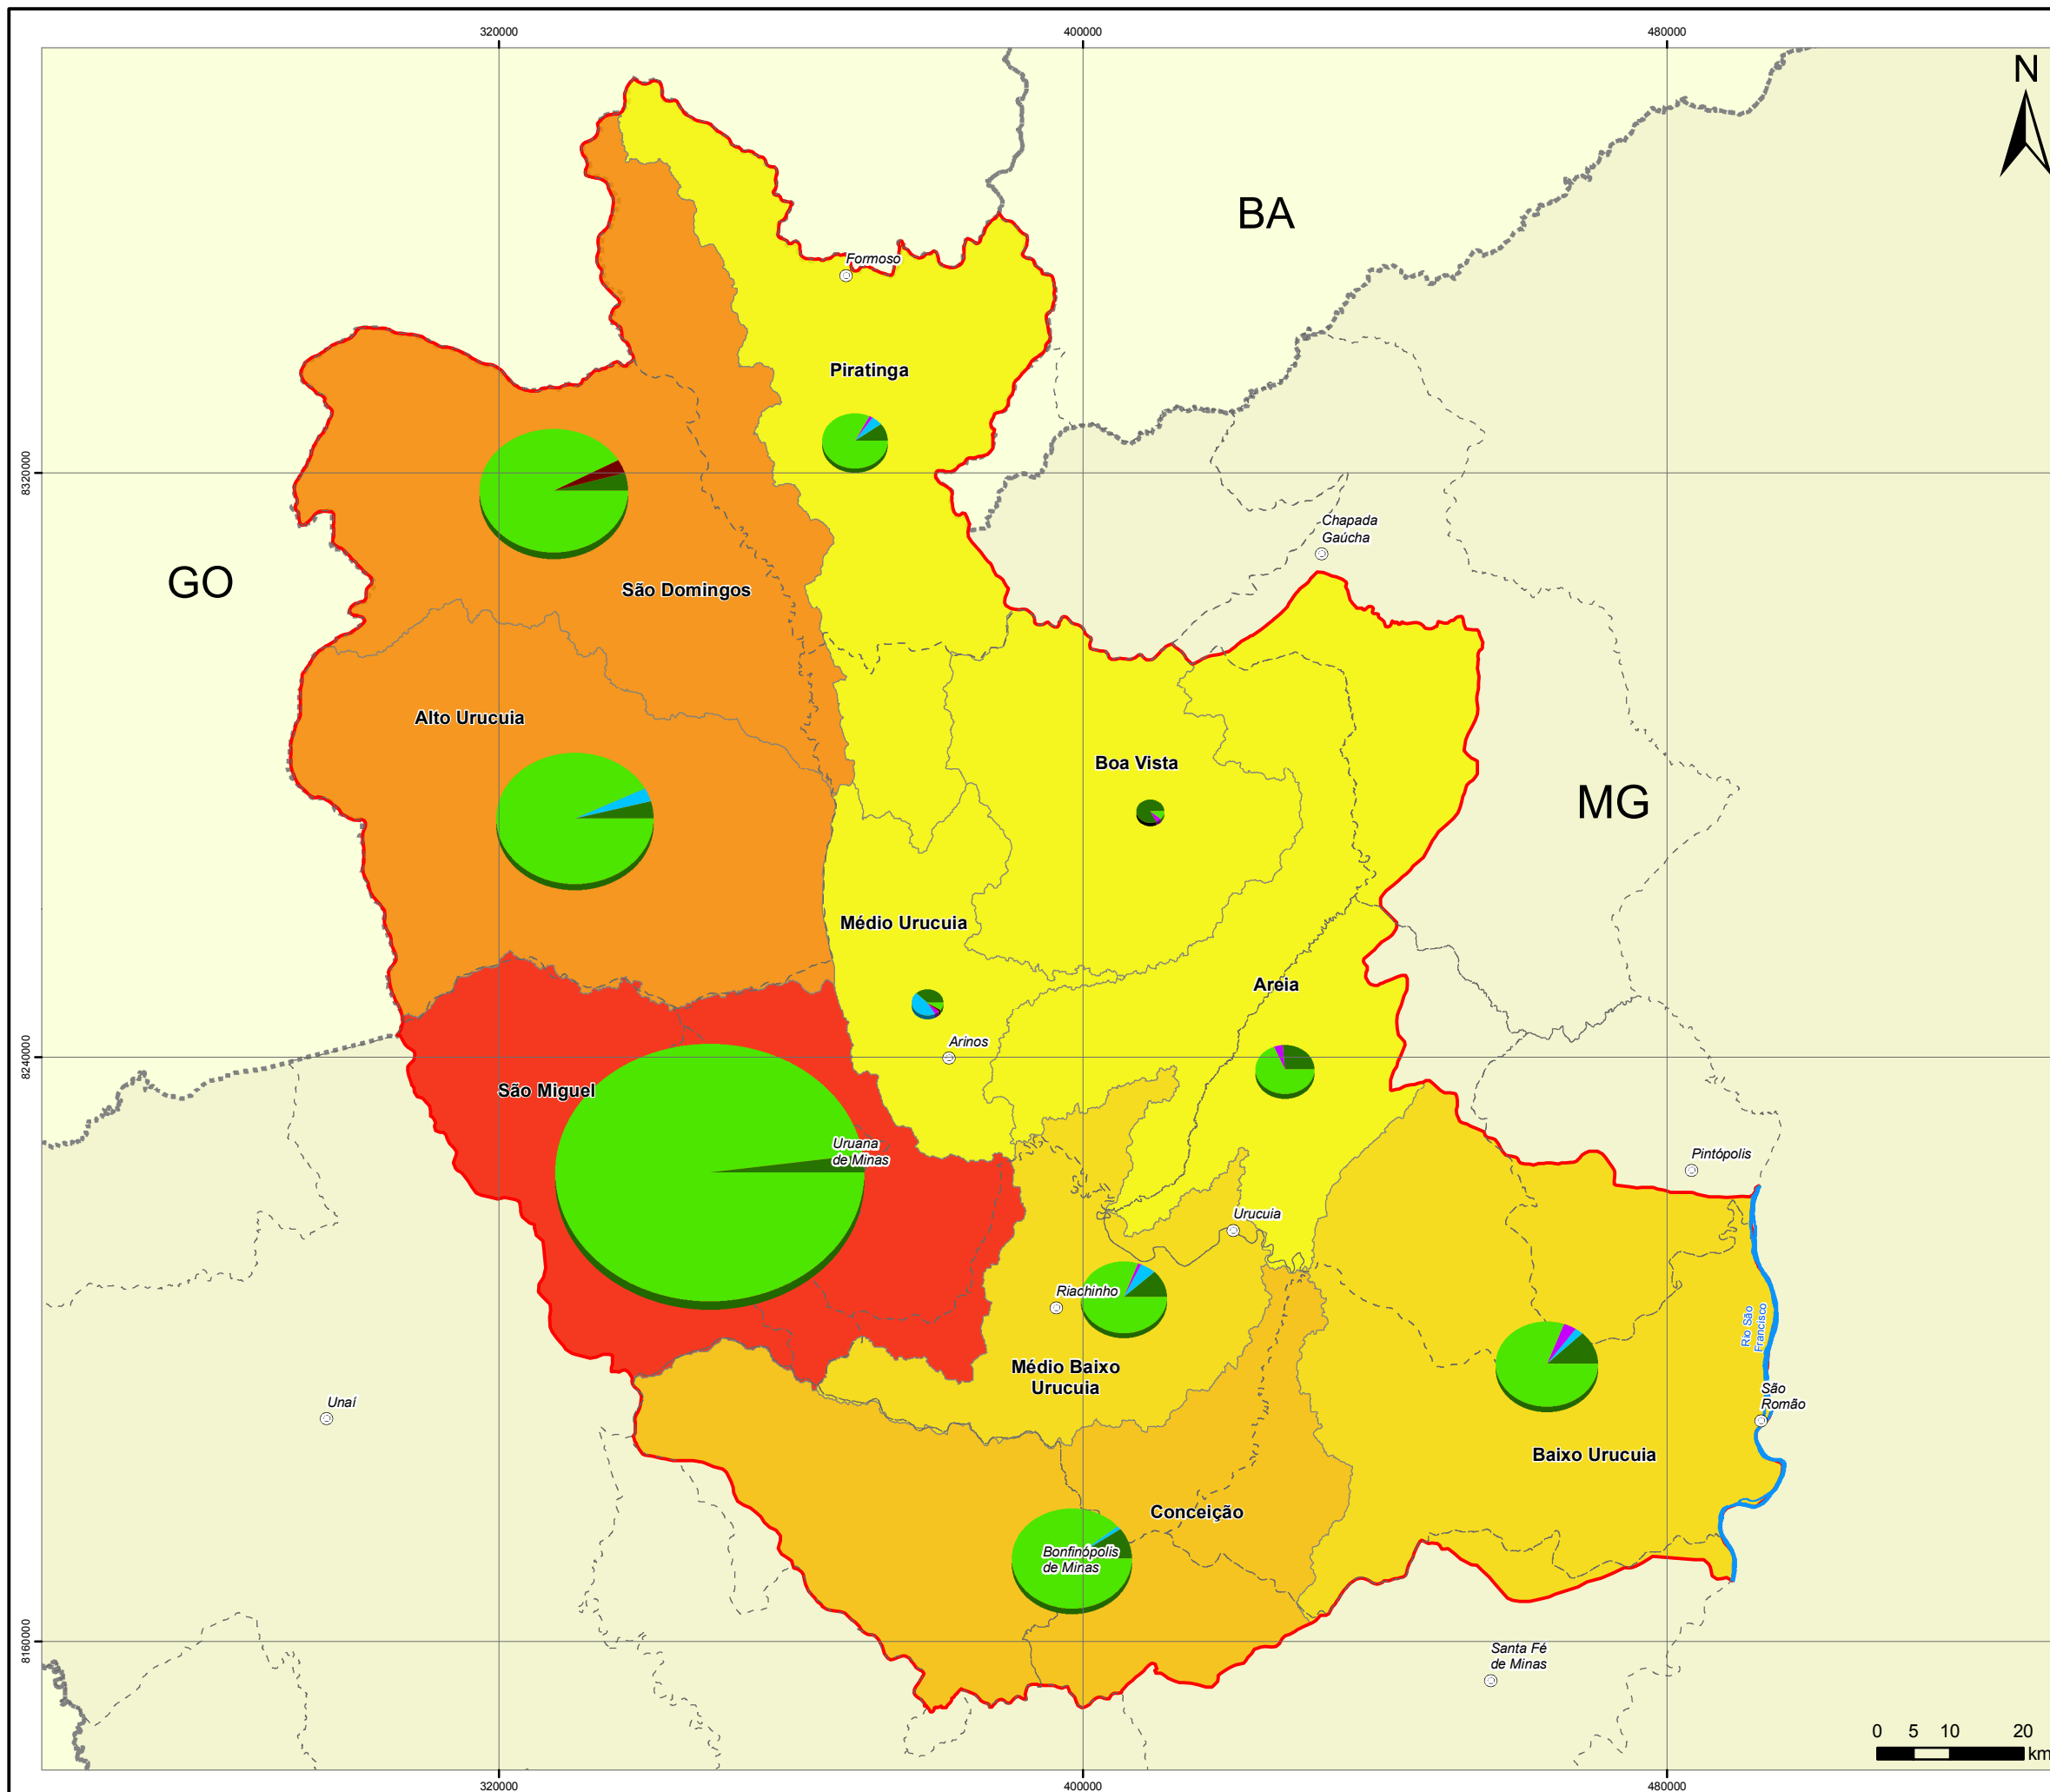 320000
400000
480000
N
BA
Formoso
Piratinga
8320000
Chapada
Gaúcha
GO
São Domingos
Alto Urucuia
Boa Vista
MG
Médio Urucuia
Areia
Arinos
8240000
São Miguel
Uruana
de Minas
Pintópolis
Urucuia
Riachinho
Rio São
Francisco
Médio Baixo
Urucuia
São
Romão
Unaí
Baixo Urucuia
Conceição
Bonfinópolis
de Minas
8160000
Santa Fé
de Minas
0 5 10 20
km
320000
400000
480000